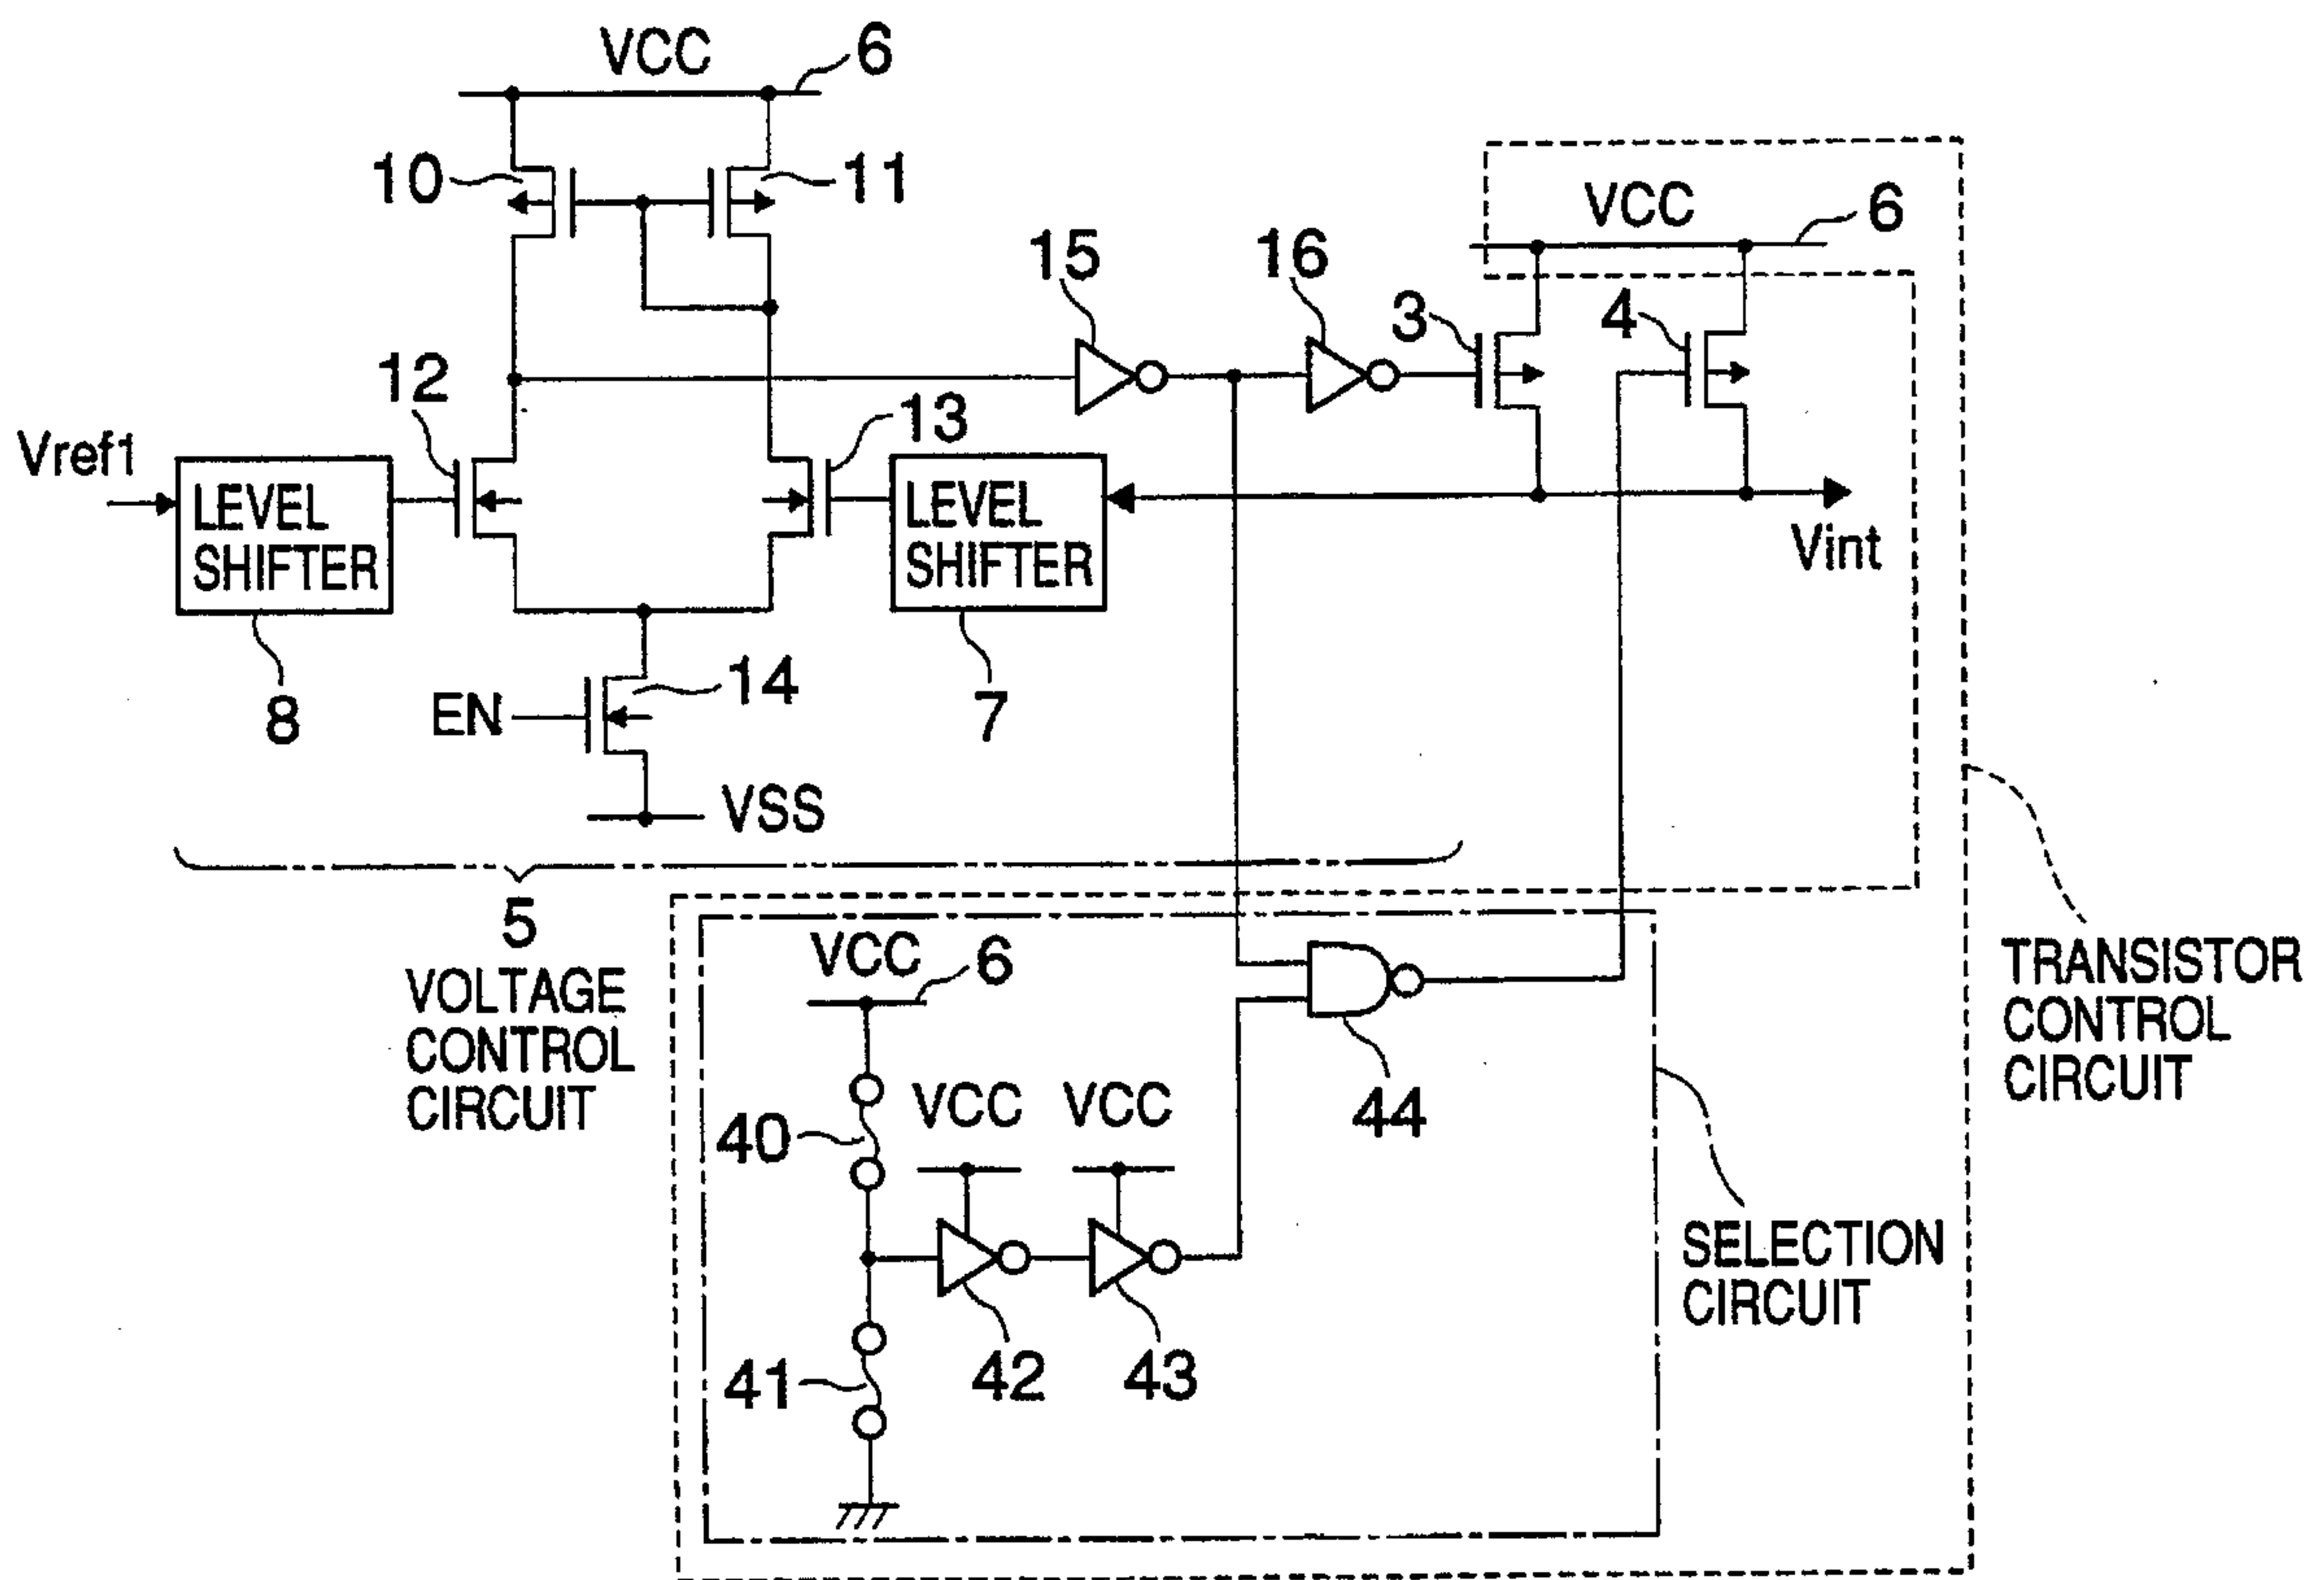 VCC
6
10
11
VCC
6
15
16
3
4
12
13
Vref1
LEVEL
SHIFTER
LEVEL
SHIFTER
Vint
8
EN
14
7
VSS
5
VOLTAGE
CONTROL
CIRCUIT
VCC
6
TRANSISTOR
CONTROL
CIRCUIT
40
VCC
VCC
44
SELECTION
CIRCUIT
41
42
43